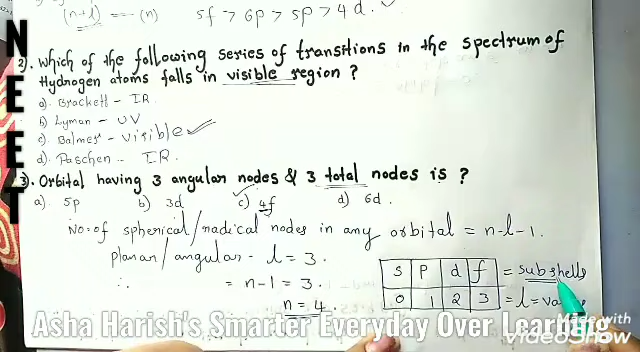 (n+l) = -- (n) 5f > 6p > 5p > 4d.
2). Which of the following series of transitions in the spectrum of
Hydrogen atoms falls in visible region ?
a). Brackett - IR.
b) Lyman - UV
c). Balmer - visible ✓
d). Paschen - IR.
3). Orbital having 3 angular nodes & 3 total nodes is ?
a). 5p b) 3d c) 4f d) 6d.
No: of spherical/radical nodes in any orbital = n-l-1.
planar/angular - l = 3.
∴ = n-1 = 3.
n = 4.
s p d f = subshells
0 1 2 3 = l =
NEET
Asha Harish's Smarter Everyday Over Learning
Made with
VideoShow